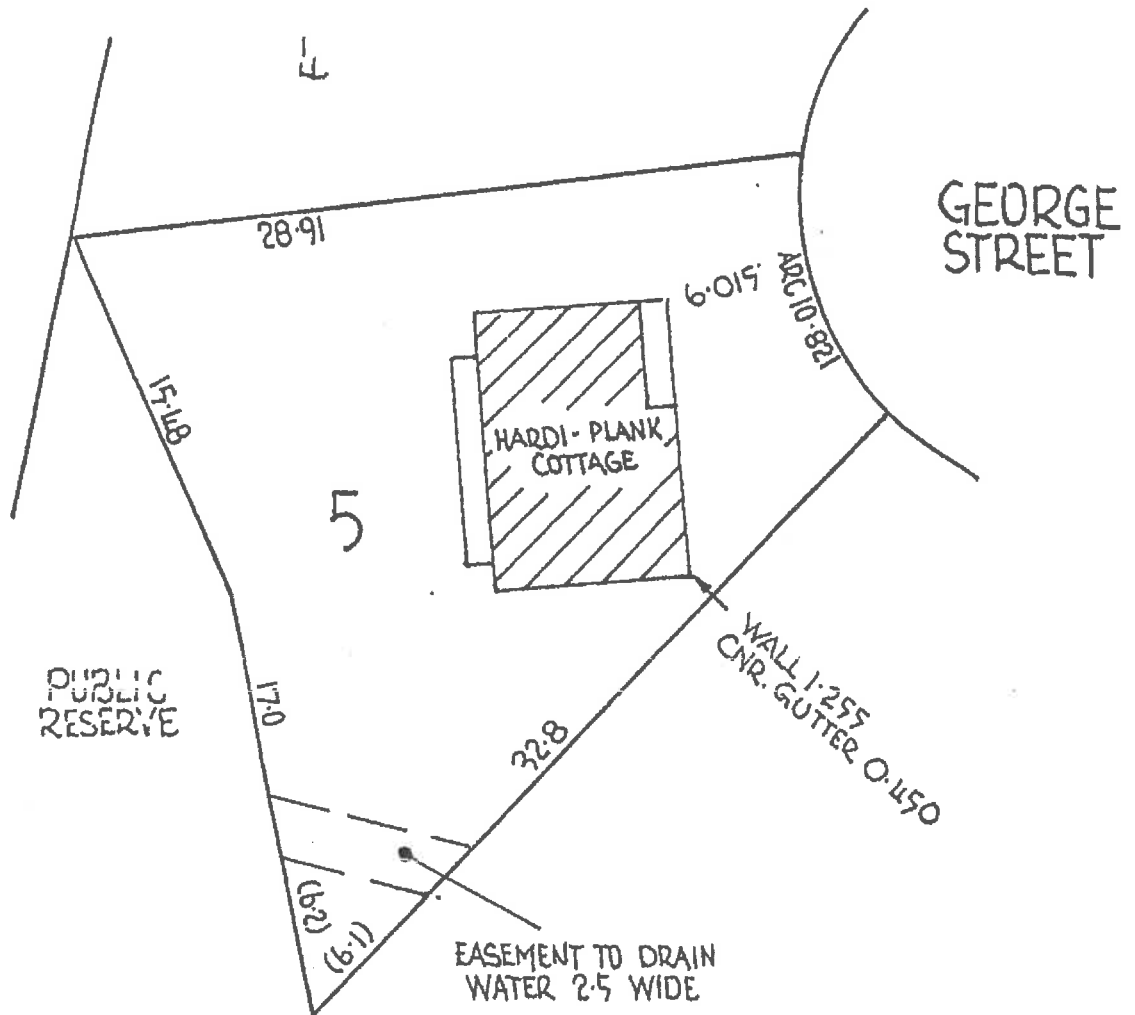 4
GEORGE
STREET
28.91
6.015
ARC 10.821
15.48
HARDI-PLANK
COTTAGE
5
WALL 1.255
CNR. GUTTER 0.450
PUBLIC
RESERVE
17.0
32.8
(6.2)
(6.1)
EASEMENT TO DRAIN
WATER 2.5 WIDE